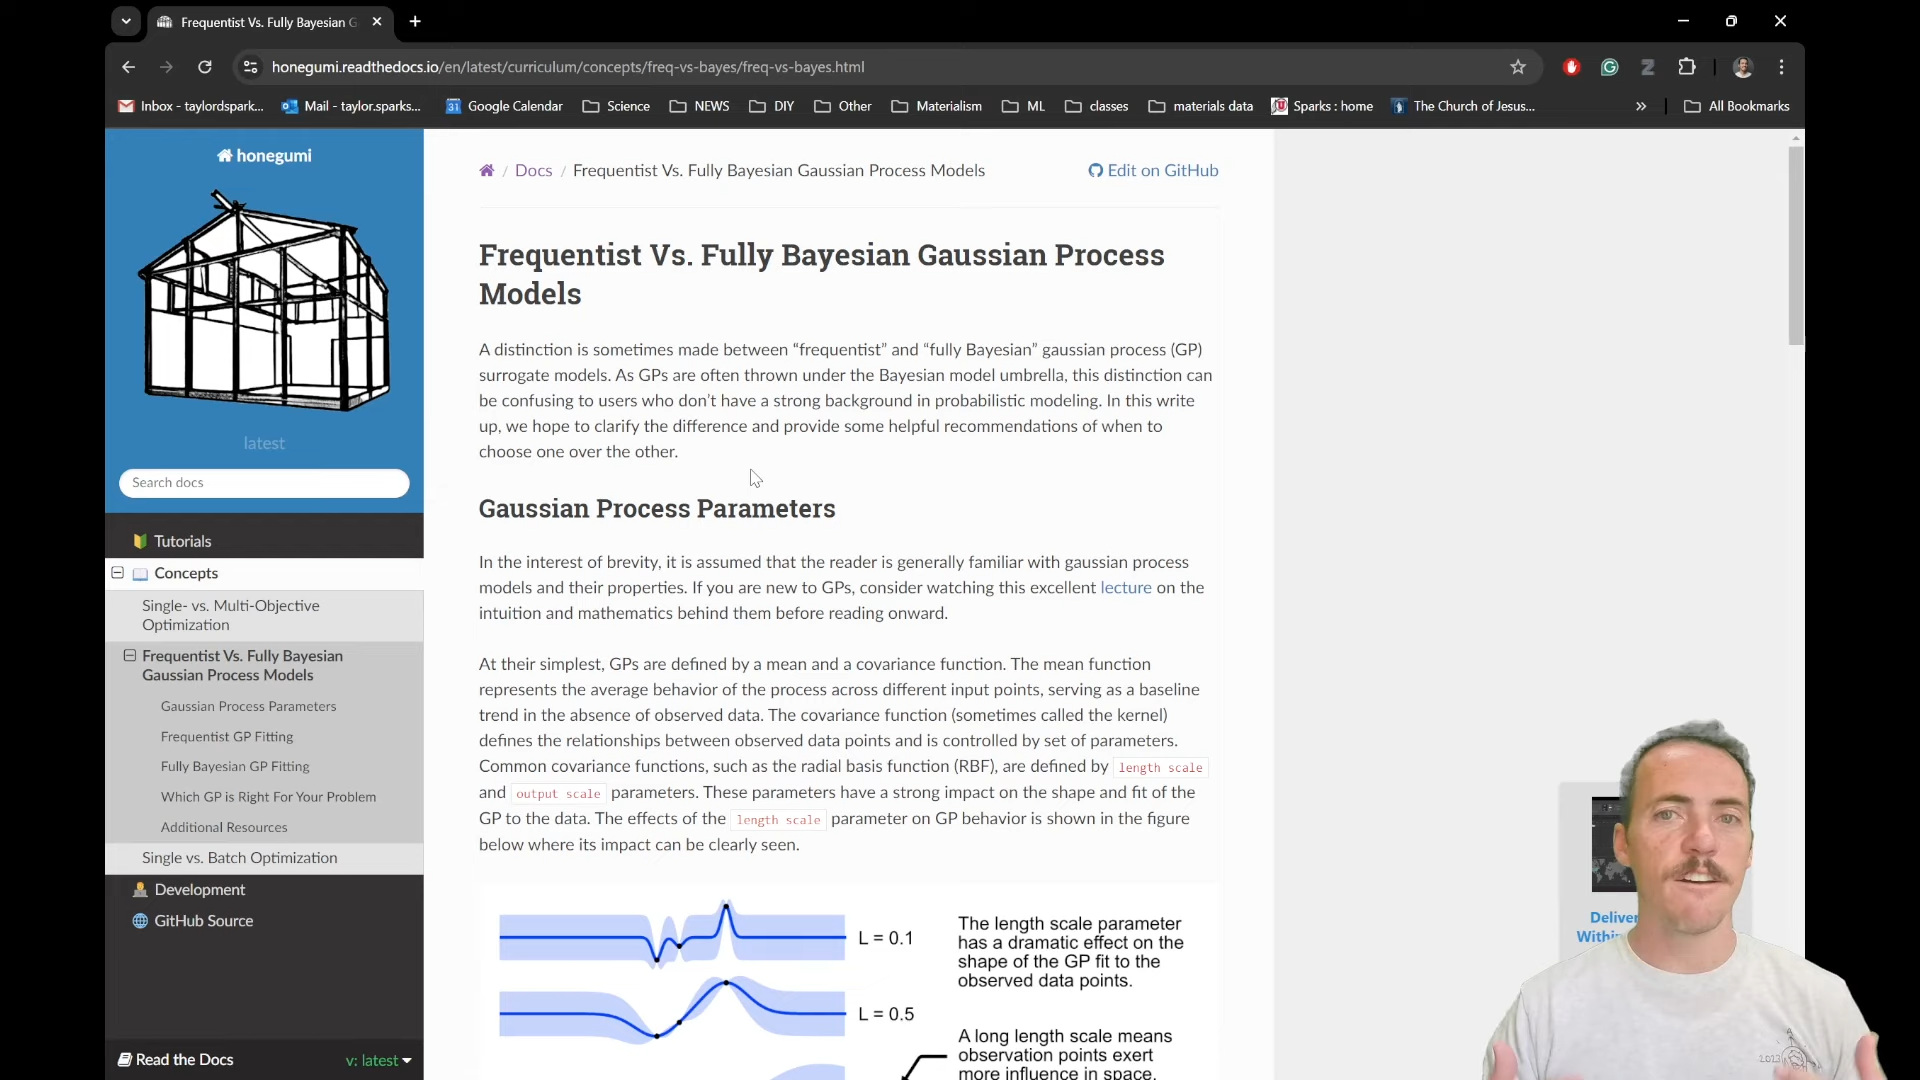 Frequentist Vs. Fully Bayesian G
honegumi.readthedocs.io/en/latest/curriculum/concepts/freq-vs-bayes/freq-vs-bayes.html
Inbox - taylordspark...
Mail - taylor.sparks...
Google Calendar
Science
NEWS
DIY
Other
Materialism
ML
classes
materials data
Sparks : home
The Church of Jesus...
»
All Bookmarks
honegumi
latest
Search docs
Tutorials
Concepts
Single- vs. Multi-Objective
Optimization
Frequentist Vs. Fully Bayesian
Gaussian Process Models
Gaussian Process Parameters
Frequentist GP Fitting
Fully Bayesian GP Fitting
Which GP is Right For Your Problem
Additional Resources
Single vs. Batch Optimization
Development
GitHub Source
Read the Docs
v: latest
/ Docs / Frequentist Vs. Fully Bayesian Gaussian Process Models
Edit on GitHub
Frequentist Vs. Fully Bayesian Gaussian Process
Models
A distinction is sometimes made between “frequentist” and “fully Bayesian” gaussian process (GP)
surrogate models. As GPs are often thrown under the Bayesian model umbrella, this distinction can
be confusing to users who don’t have a strong background in probabilistic modeling. In this write
up, we hope to clarify the difference and provide some helpful recommendations of when to
choose one over the other.
Gaussian Process Parameters
In the interest of brevity, it is assumed that the reader is generally familiar with gaussian process
models and their properties. If you are new to GPs, consider watching this excellent lecture on the
intuition and mathematics behind them before reading onward.
At their simplest, GPs are defined by a mean and a covariance function. The mean function
represents the average behavior of the process across different input points, serving as a baseline
trend in the absence of observed data. The covariance function (sometimes called the kernel)
defines the relationships between observed data points and is controlled by set of parameters.
Common covariance functions, such as the radial basis function (RBF), are defined by length scale
and output scale parameters. These parameters have a strong impact on the shape and fit of the
GP to the data. The effects of the length scale parameter on GP behavior is shown in the figure
below where its impact can be clearly seen.
L = 0.1
L = 0.5
The length scale parameter
has a dramatic effect on the
shape of the GP fit to the
observed data points.
A long length scale means
observation points exert
more influence in space.
Deliver
Within